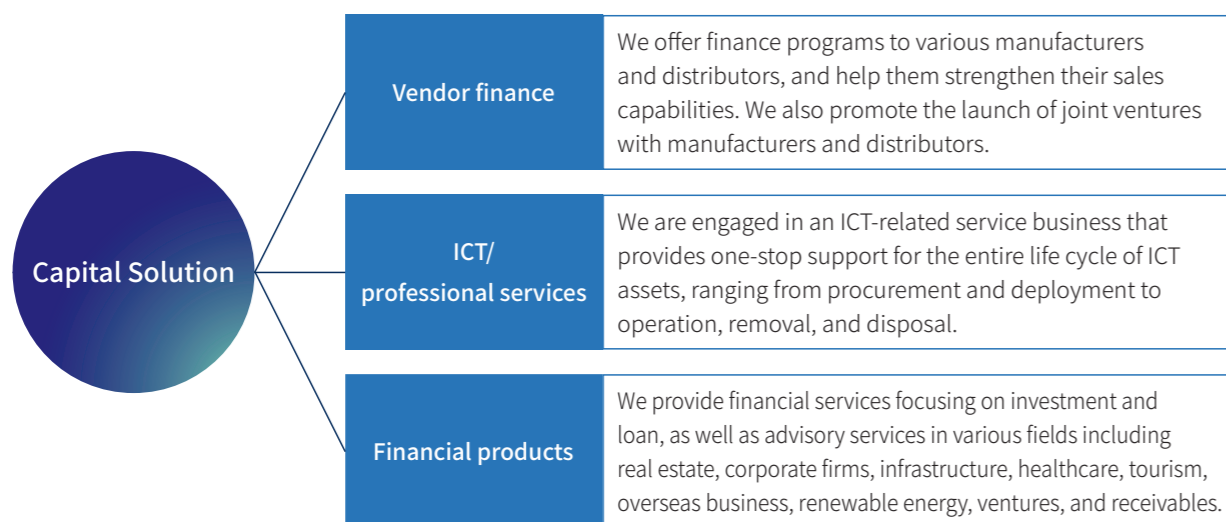 Capital Solution
Vendor finance
We offer finance programs to various manufacturers
and distributors, and help them strengthen their sales
capabilities. We also promote the launch of joint ventures
with manufacturers and distributors.
ICT/
professional services
We are engaged in an ICT-related service business that
provides one-stop support for the entire life cycle of ICT
assets, ranging from procurement and deployment to
operation, removal, and disposal.
Financial products
We provide financial services focusing on investment and
loan, as well as advisory services in various fields including
real estate, corporate firms, infrastructure, healthcare, tourism,
overseas business, renewable energy, ventures, and receivables.